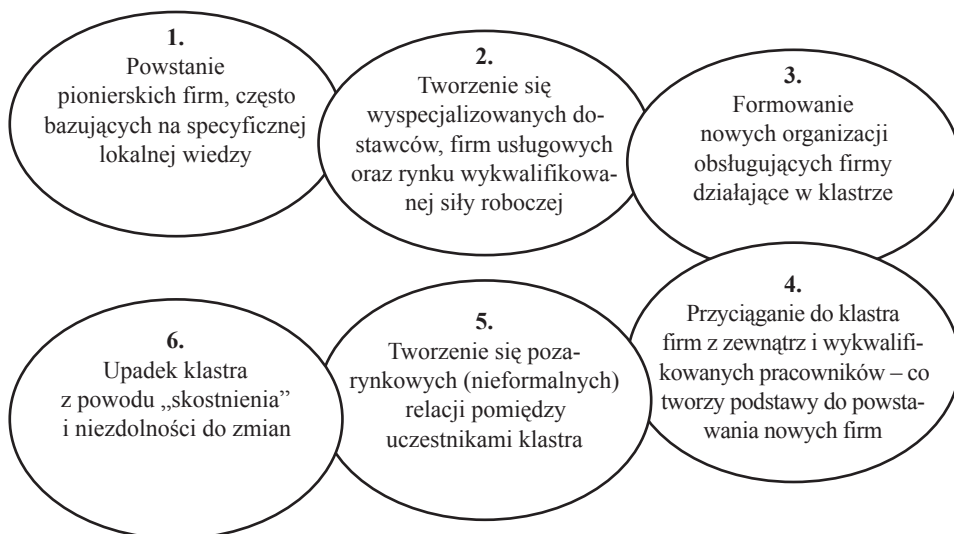 1.
Powstanie
pionierskich firm, często
bazujących na specyficznej
lokalnej wiedzy
2.
Tworzenie się
wyspecjalizowanych do-
stawców, firm usługowych
oraz rynku wykwalifikowa-
nej siły roboczej
3.
Formowanie
nowych organizacji
obsługujących firmy
działające w klastrze
4.
Przyciąganie do klastra
firm z zewnątrz i wykwalifi-
kowanych pracowników – co
tworzy podstawy do powsta-
wania nowych firm
5.
Tworzenie się poza-
rynkowych (nieformalnych)
relacji pomiędzy
uczestnikami klastra
6.
Upadek klastra
z powodu „skostnienia”
i niezdolności do zmian